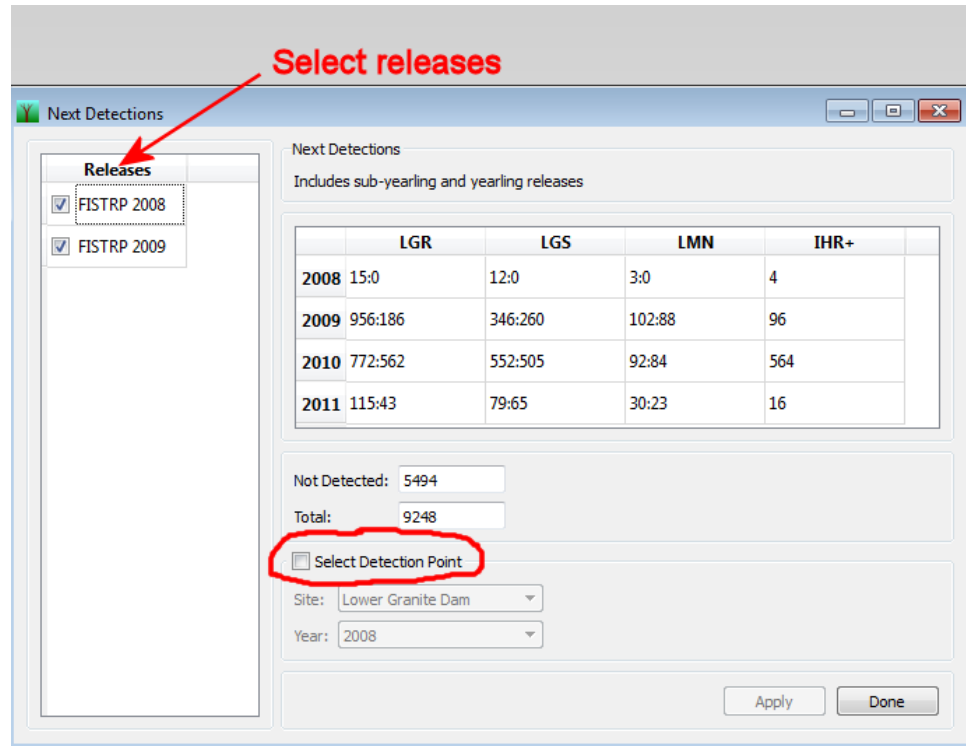 Select releases
Next Detections
Releases
FISTRP 2008
FISTRP 2009
Next Detections
Includes sub-yearling and yearling releases
LGR LGS LMN IHR+
2008 15:0 12:0 3:0 4
2009 956:186 346:260 102:88 96
2010 772:562 552:505 92:84 564
2011 115:43 79:65 30:23 16
Not Detected: 5494
Total: 9248
Select Detection Point
Site: Lower Granite Dam
Year: 2008
Apply Done